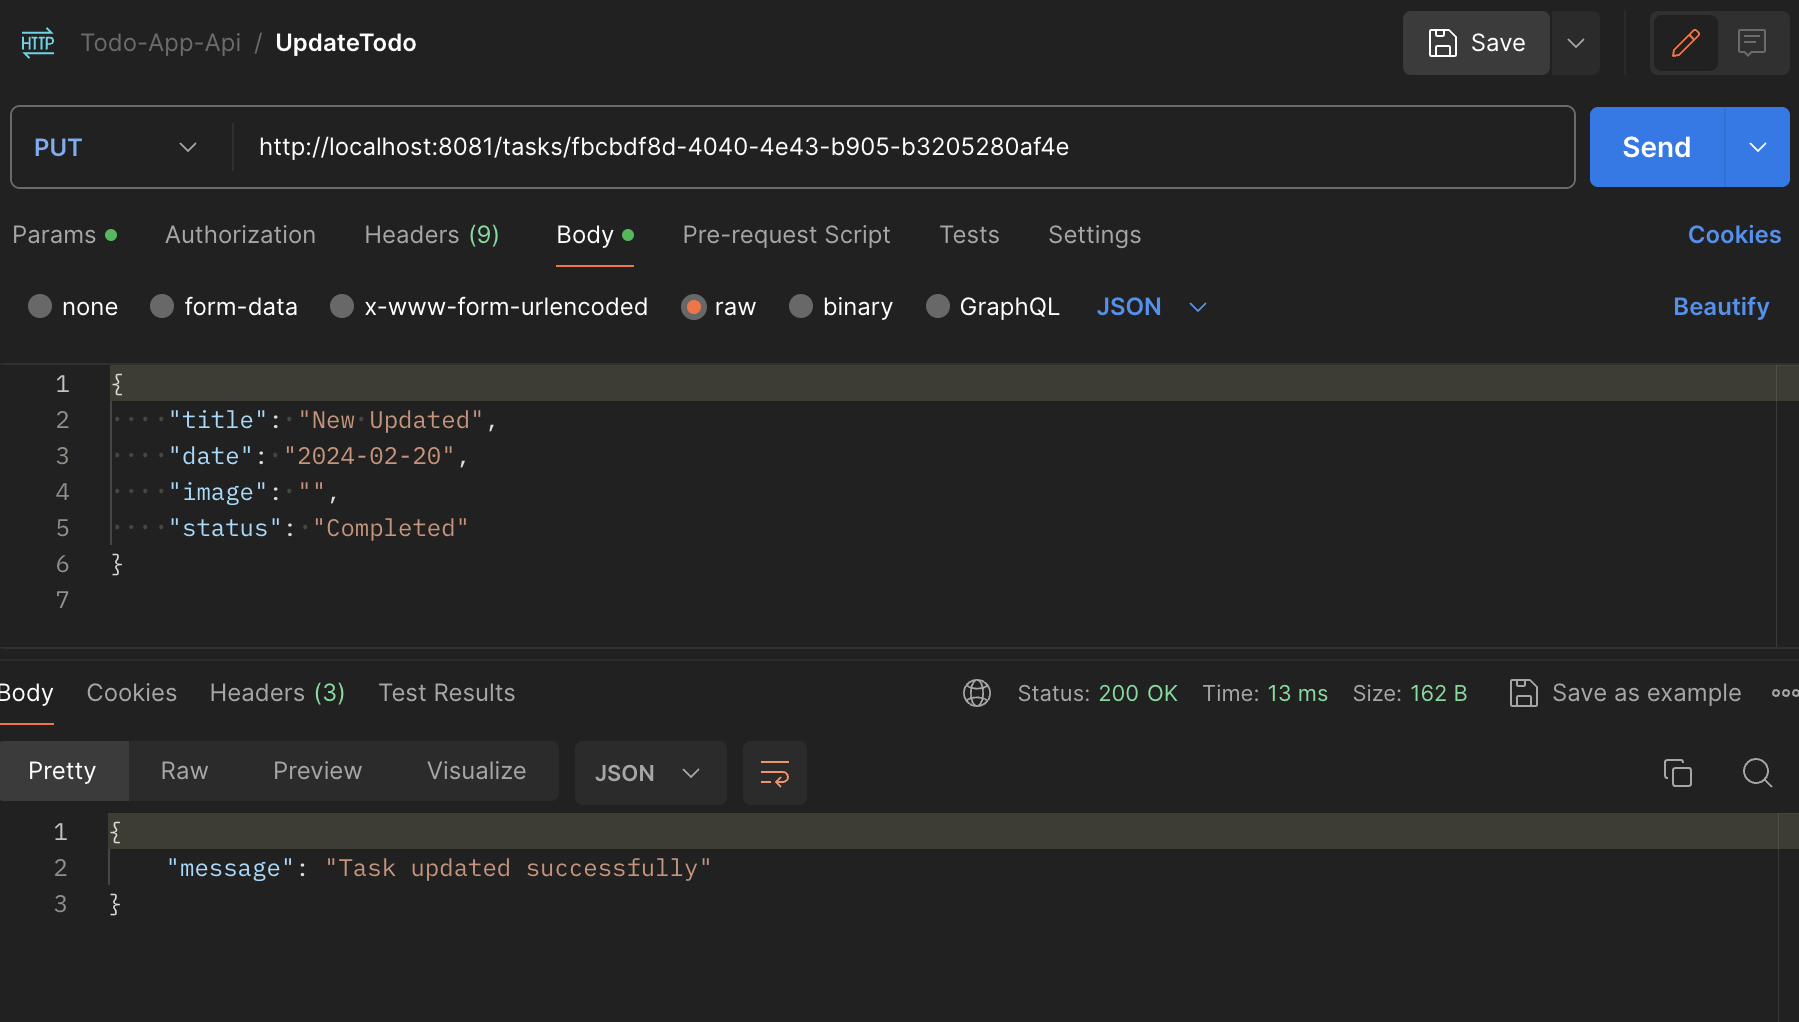 HTTP Todo-App-Api / UpdateTodo Save
PUT http://localhost:8081/tasks/fbcbdf8d-4040-4e43-b905-b3205280af4e Send
Params Authorization Headers (9) Body Pre-request Script Tests Settings Cookies
none form-data x-www-form-urlencoded raw binary GraphQL JSON Beautify
1 {
2 "title": "New Updated",
3 "date": "2024-02-20",
4 "image": "",
5 "status": "Completed"
6 }
7
Body Cookies Headers (3) Test Results Status: 200 OK Time: 13 ms Size: 162 B Save as example
Pretty Raw Preview Visualize JSON
1 {
2 "message": "Task updated successfully"
3 }